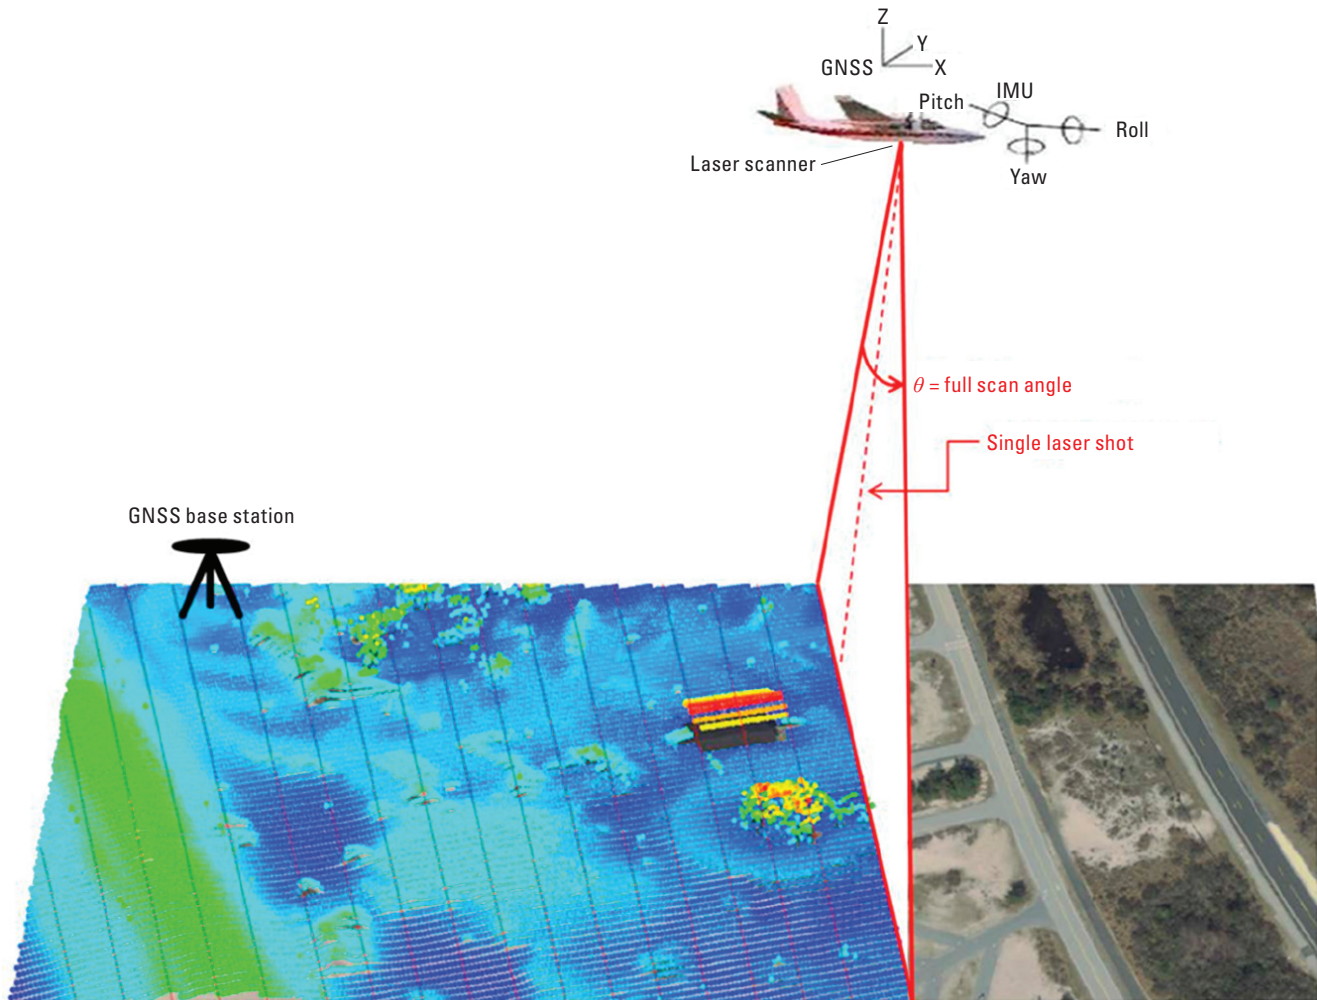 Z
Y
GNSS
X
IMU
Pitch
Roll
Laser scanner
Yaw
θ = full scan angle
Single laser shot
GNSS base station